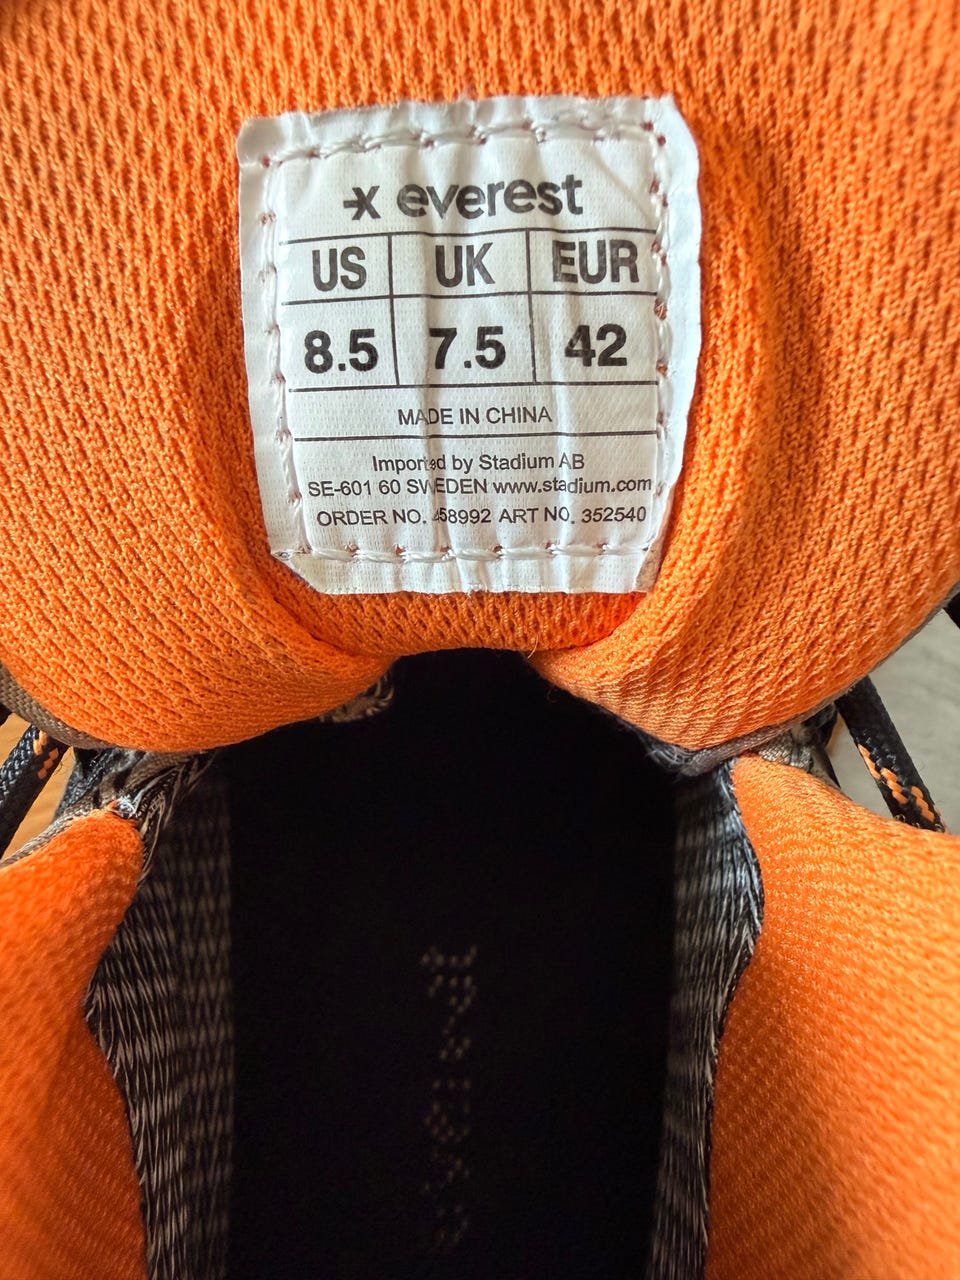 everest
US UK EUR
8.5 7.5 42
MADE IN CHINA
Imported by Stadium AB
SE-601 60 SWEDEN www.stadium.com
ORDER NO. 458992 ART NO. 352540